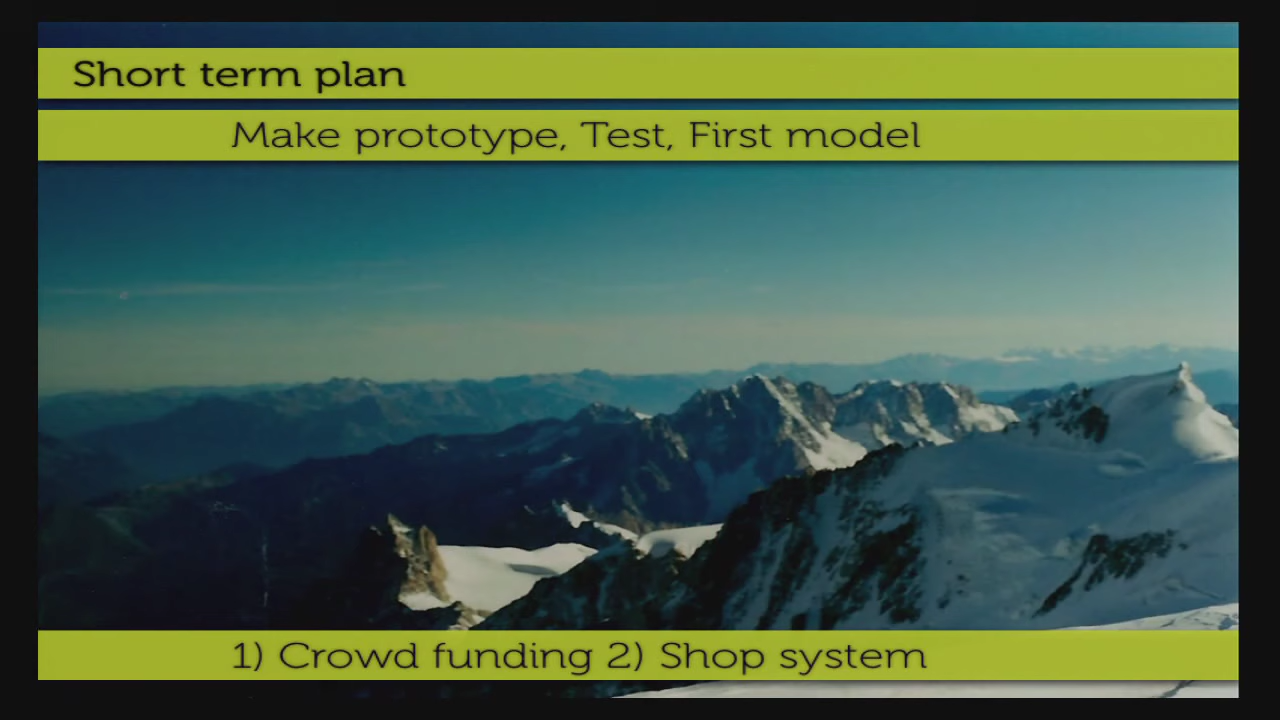 Short term plan
Make prototype, Test, First model
1) Crowd funding 2) Shop system